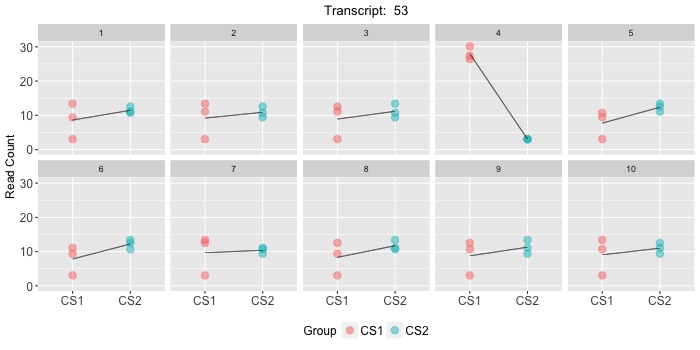 Transcript:  53
1 2 3 4 5
30
20
10
0
Read Count
6 7 8 9 10
30
20
10
0
CS1 CS2 CS1 CS2 CS1 CS2 CS1 CS2 CS1 CS2
Group CS1 CS2